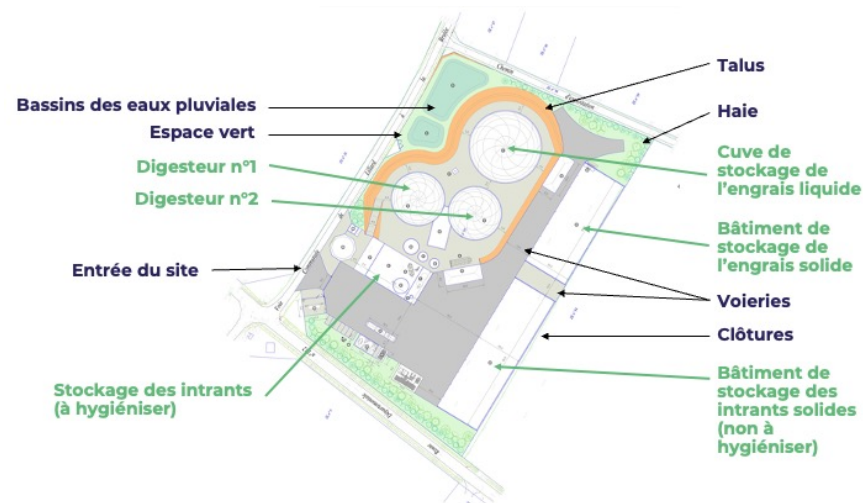 Bassins des eaux pluviales
Espace vert
Digesteur n°1
Digesteur n°2
Entrée du site
Stockage des intrants
(à hygiéniser)
Talus
Haie
Cuve de
stockage de
l'engrais liquide
Bâtiment de
stockage de
l'engrais solide
Voieries
Clôtures
Bâtiment de
stockage des
intrants solides
(non à
hygiéniser)
Chemin